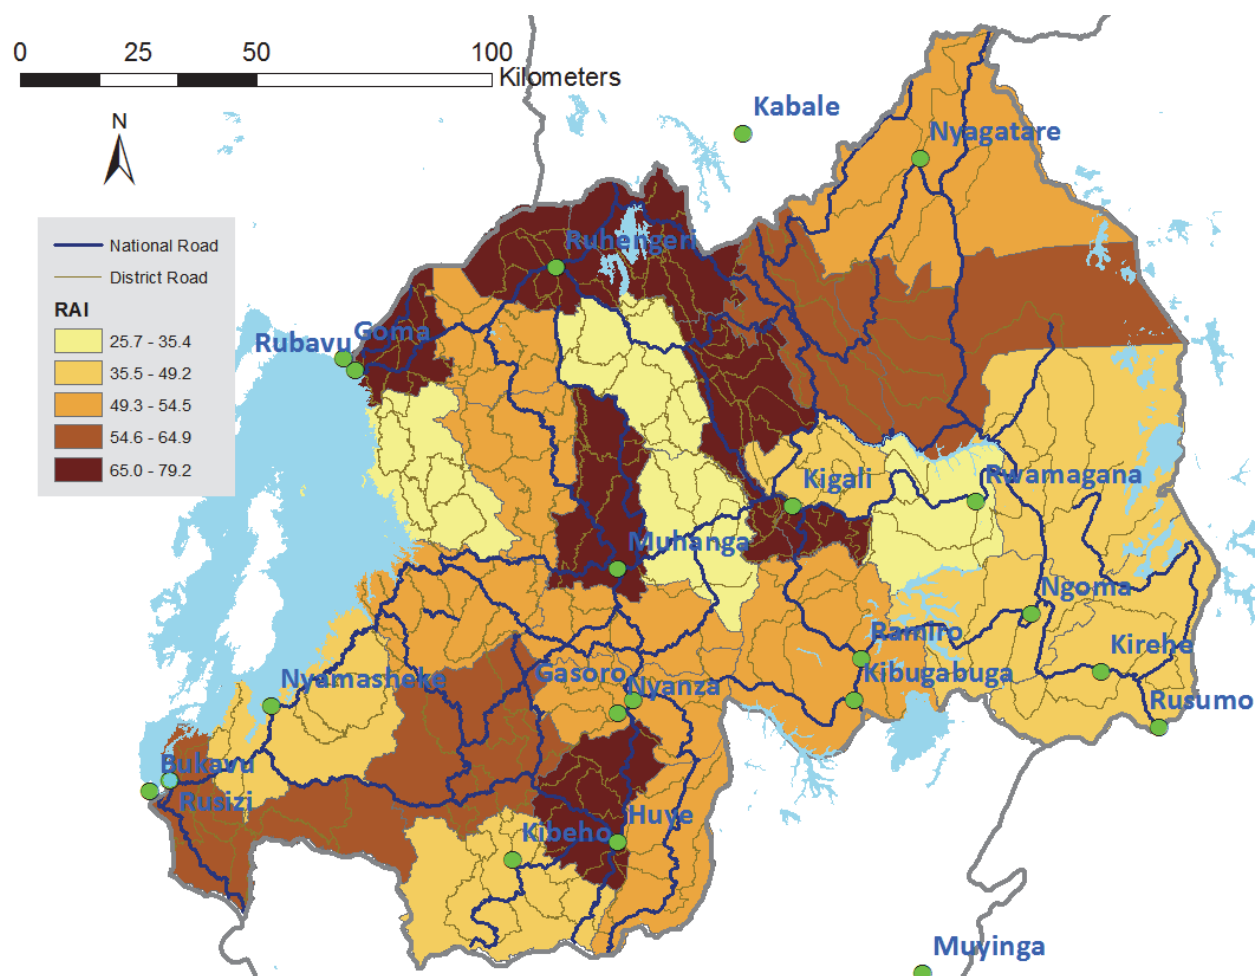 0 25 50 100
Kilometers
N
Kabale
Nyagatare
National Road
District Road
RAI
25.7 - 35.4
35.5 - 49.2
49.3 - 54.5
54.6 - 64.9
65.0 - 79.2
Ruhengeri
Goma
Rubavu
Kigali
Rwamagana
Muhanga
Ngoma
Ramiro
Kirehe
Nyamasheke
Gasoro
Nyanza
Kibugabuga
Rusumo
Bukavu
Rusizi
Kibeho
Huye
Muyinga